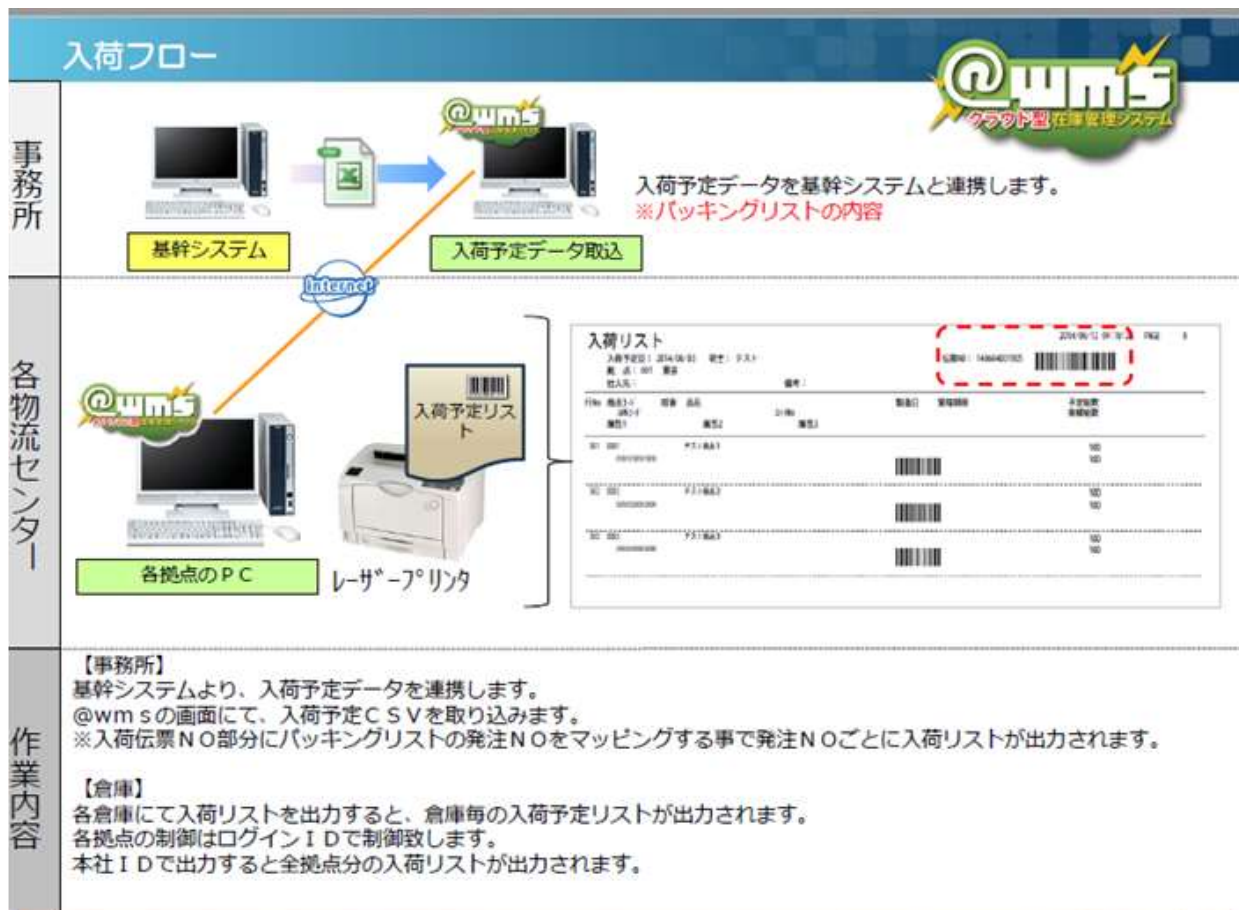 入荷フロー
@wms
クラウド型在庫管理システム
事務所
@wms
入荷予定データを基幹システムと連携します。
※パッキングリストの内容
基幹システム
入荷予定データ取込
Internet
各物流センター
@wms
入荷予定リス
ト
各拠点のＰＣ
ﾚｰｻﾞｰﾌﾟﾘﾝﾀ
入荷リスト
PAGE
仕入先：
備考：
製造日
100
100
100
100
100
100
作業内容
【事務所】
基幹システムより、入荷予定データを連携します。
@ｗｍｓの画面にて、入荷予定ＣＳＶを取り込みます。
※入荷伝票ＮＯ部分にパッキングリストの発注ＮＯをマッピングする事で発注ＮＯごとに入荷リストが出力されます。
【倉庫】
各倉庫にて入荷リストを出力すると、倉庫毎の入荷予定リストが出力されます。
各拠点の制御はログインＩＤで制御致します。
本社ＩＤで出力すると全拠点分の入荷リストが出力されます。